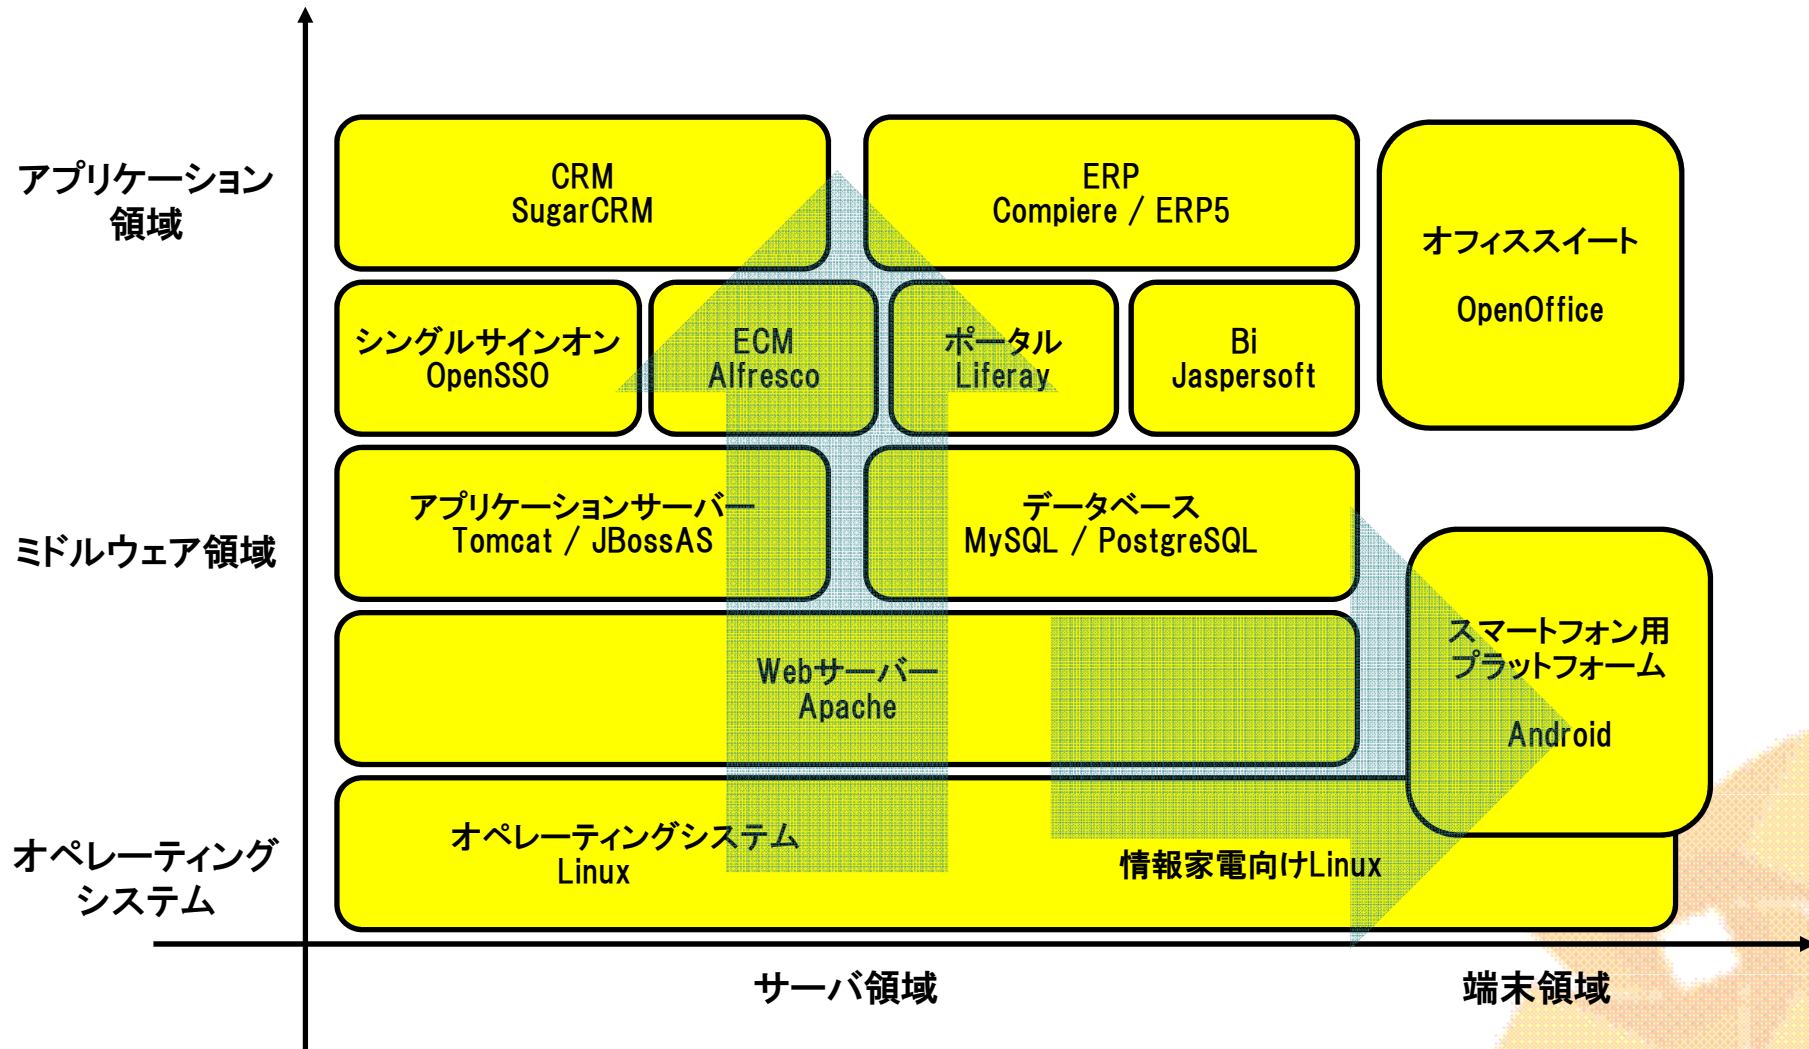 アプリケーション
領域
CRM
SugarCRM
ERP
Compiere / ERP5
オフィススイート
OpenOffice
シングルサインオン
OpenSSO
ECM
Alfresco
ポータル
Liferay
Bi
Jaspersoft
ミドルウェア領域
アプリケーションサーバー
Tomcat / JBossAS
データベース
MySQL / PostgreSQL
スマートフォン用
プラットフォーム
Android
Webサーバー
Apache
オペレーティング
システム
オペレーティングシステム
Linux
情報家電向けLinux
サーバ領域
端末領域